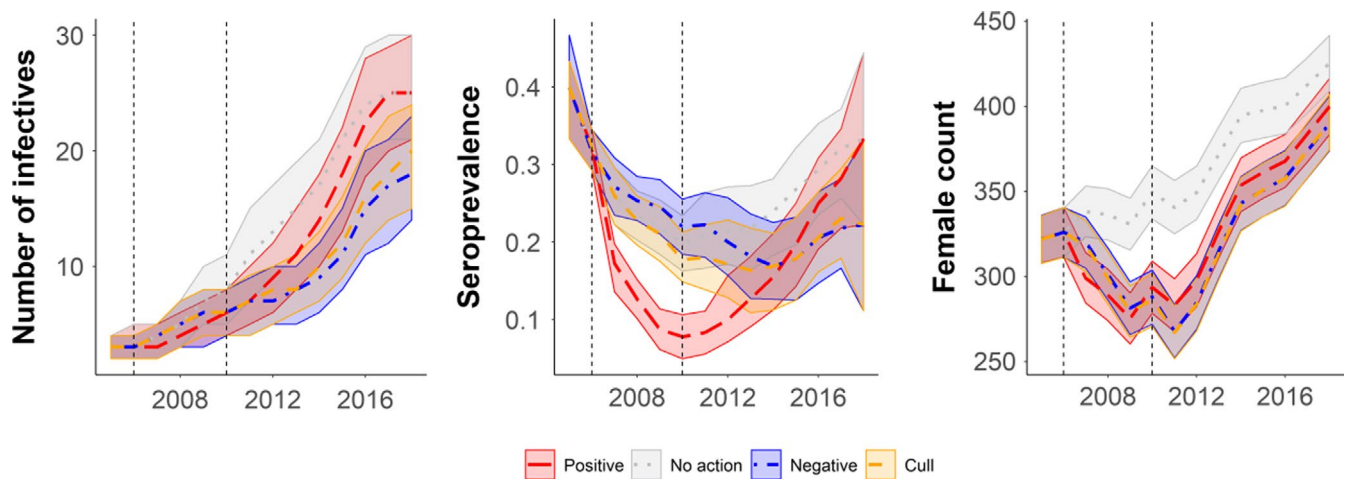 Number of infectives
30
20
10
2008 2012 2016
Seroprevalence
0.4
0.3
0.2
0.1
2008 2012 2016
Female count
450
400
350
300
250
2008 2012 2016
Positive No action Negative Cull